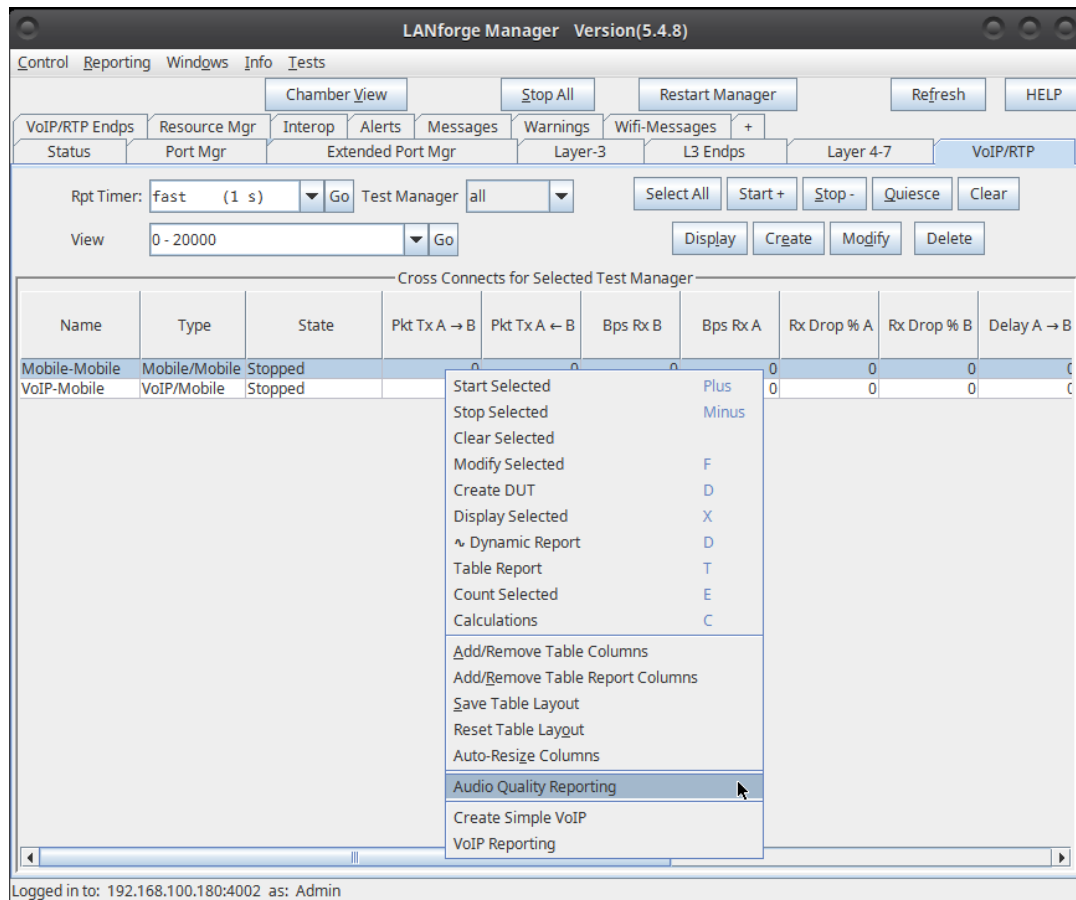 LANforge Manager Version(5.4.8)
Control Reporting Windows Info Tests
Chamber View Stop All Restart Manager Refresh HELP
VoIP/RTP Endps Resource Mgr Interop Alerts Messages Warnings Wifi-Messages +
Status Port Mgr Extended Port Mgr Layer-3 L3 Endps Layer 4-7 VoIP/RTP
Rpt Timer: fast (1 s) Go Test Manager all Select All Start + Stop - Quiesce Clear
View 0 - 20000 Go Display Create Modify Delete
Cross Connects for Selected Test Manager
Name Type State Pkt Tx A → B Pkt Tx A ← B Bps Rx B Bps Rx A Rx Drop % A Rx Drop % B Delay A → B
Mobile-Mobile Mobile/Mobile Stopped 0 0 0 0 0 0 0
VoIP-Mobile VoIP/Mobile Stopped 0 0 0 0
Start Selected Plus
Stop Selected Minus
Clear Selected
Modify Selected F
Create DUT D
Display Selected X
∿ Dynamic Report D
Table Report T
Count Selected E
Calculations C
Add/Remove Table Columns
Add/Remove Table Report Columns
Save Table Layout
Reset Table Layout
Auto-Resize Columns
Audio Quality Reporting
Create Simple VoIP
VoIP Reporting
Logged in to: 192.168.100.180:4002 as: Admin